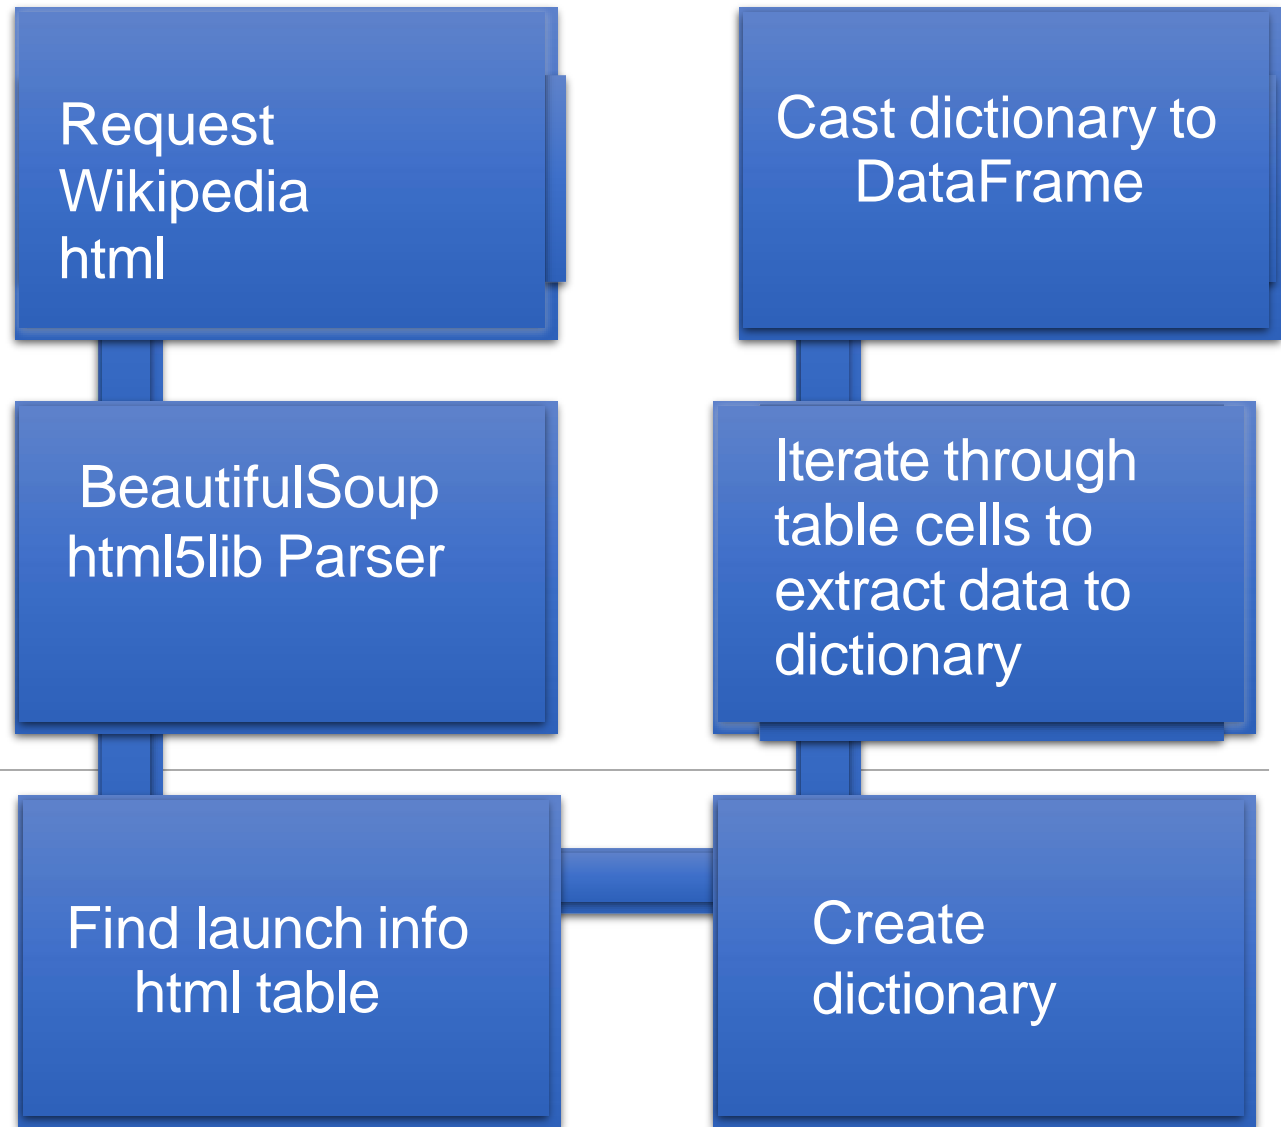 Request
Wikipedia
html
BeautifulSoup
html5lib Parser
Find launch info
html table
Create
dictionary
Iterate through
table cells to
extract data to
dictionary
Cast dictionary to
DataFrame